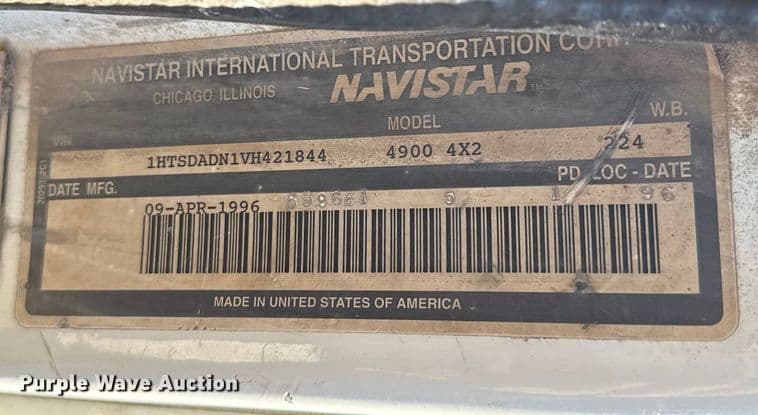 NAVISTAR INTERNATIONAL TRANSPORTATION CORP.
CHICAGO, ILLINOIS
NAVISTAR
MODEL
W.B.
VIN
1HTSDADN1VH421844 4900 4X2 224
DATE MFG.
PD LOC - DATE
09-APR-1996
96
MADE IN UNITED STATES OF AMERICA
Purple Wave Auction